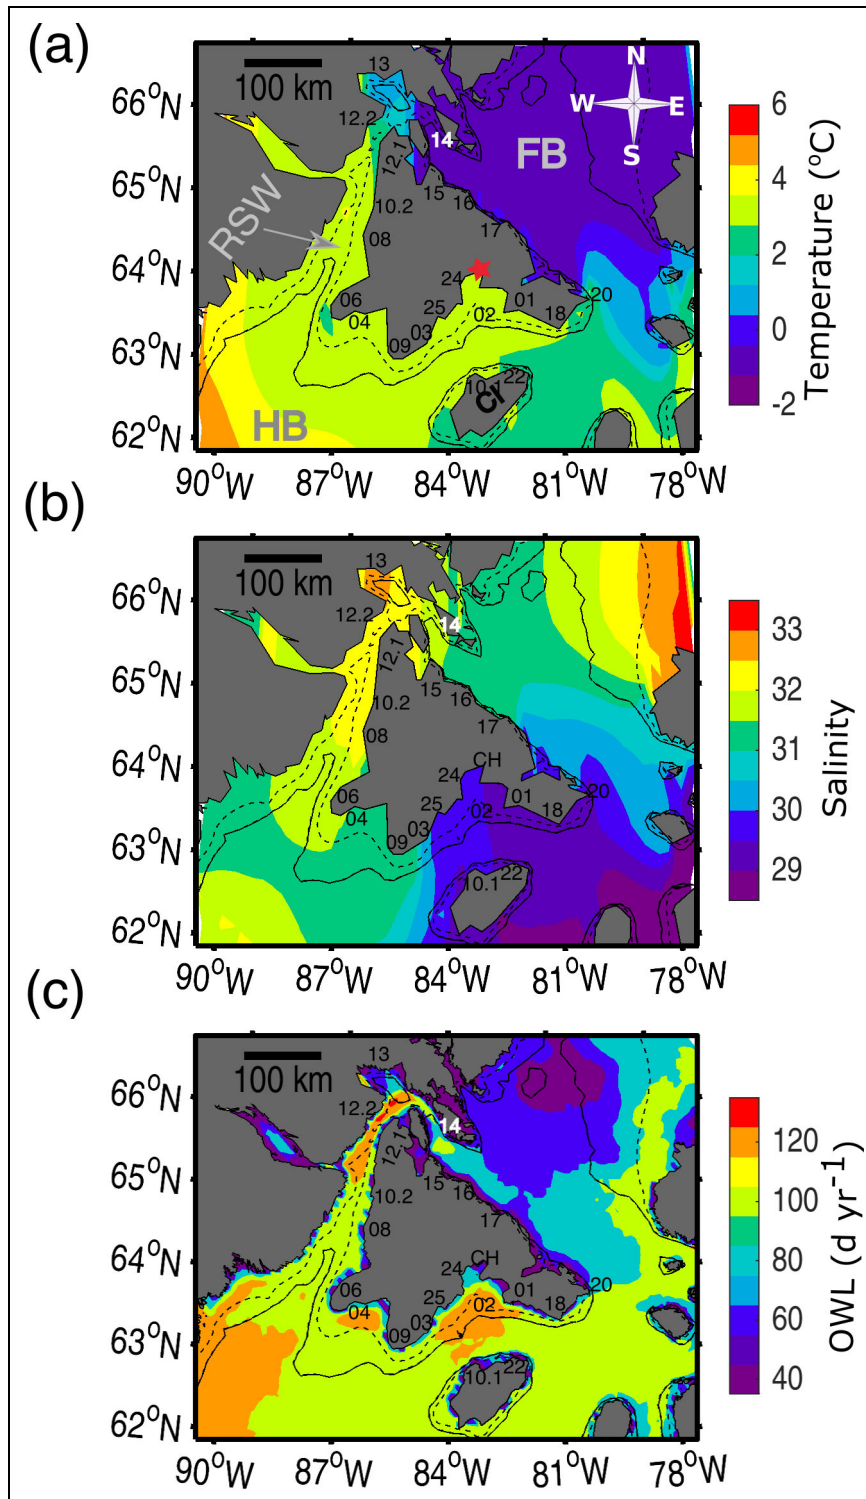 (a)
100 km
13
N
W
E
S
66°N
12.2
14
FB
12.1
65°N
15
16
10.2
17
RSW
08
64°N
24
20
06
01
04
25
02
18
03
63°N
09
22
10.1
CI
HB
62°N
90°W
87°W
84°W
81°W
78°W
6
4
2
0
-2
Temperature (°C)
(b)
100 km
13
66°N
12.2
14
12.1
65°N
15
16
10.2
17
08
64°N
CH
24
20
06
01
04
25
02
18
03
63°N
09
22
10.1
62°N
90°W
87°W
84°W
81°W
78°W
33
32
31
30
29
Salinity
(c)
100 km
13
66°N
12.2
14
12.1
65°N
15
16
10.2
17
08
64°N
CH
24
20
06
01
04
25
02
18
03
63°N
09
22
10.1
62°N
90°W
87°W
84°W
81°W
78°W
120
100
80
60
40
OWL (d yr⁻¹)